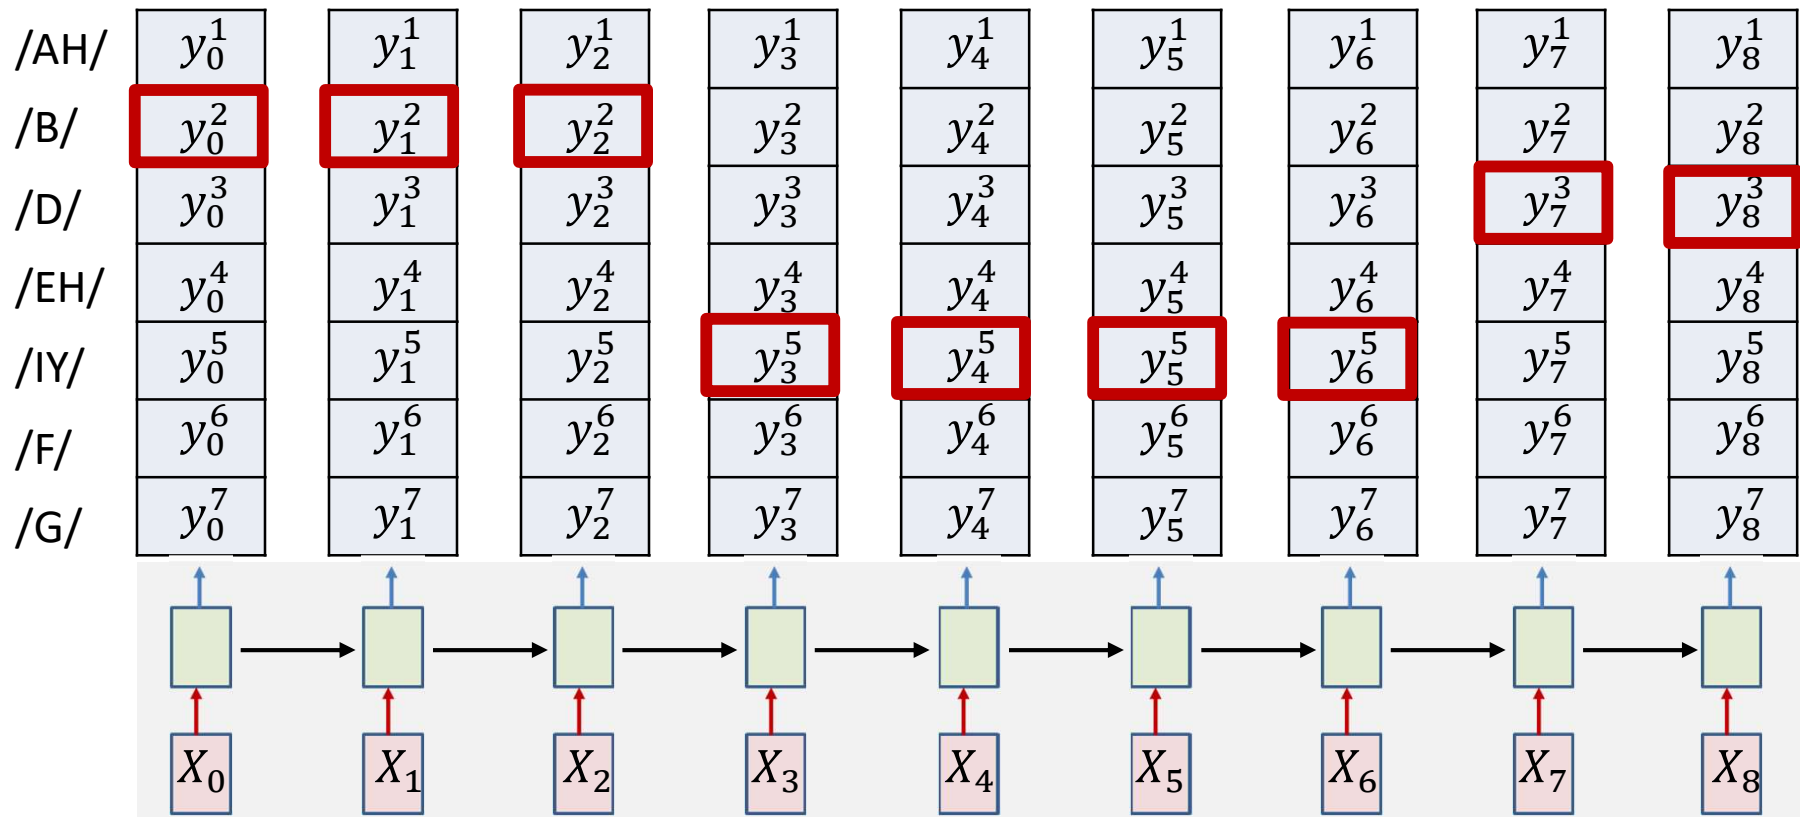 /AH/ y_0^1 y_1^1 y_2^1 y_3^1 y_4^1 y_5^1 y_6^1 y_7^1 y_8^1
/B/ y_0^2 y_1^2 y_2^2 y_3^2 y_4^2 y_5^2 y_6^2 y_7^2 y_8^2
/D/ y_0^3 y_1^3 y_2^3 y_3^3 y_4^3 y_5^3 y_6^3 y_7^3 y_8^3
/EH/ y_0^4 y_1^4 y_2^4 y_3^4 y_4^4 y_5^4 y_6^4 y_7^4 y_8^4
/IY/ y_0^5 y_1^5 y_2^5 y_3^5 y_4^5 y_5^5 y_6^5 y_7^5 y_8^5
/F/ y_0^6 y_1^6 y_2^6 y_3^6 y_4^6 y_5^6 y_6^6 y_7^6 y_8^6
/G/ y_0^7 y_1^7 y_2^7 y_3^7 y_4^7 y_5^7 y_6^7 y_7^7 y_8^7
X_0 X_1 X_2 X_3 X_4 X_5 X_6 X_7 X_8